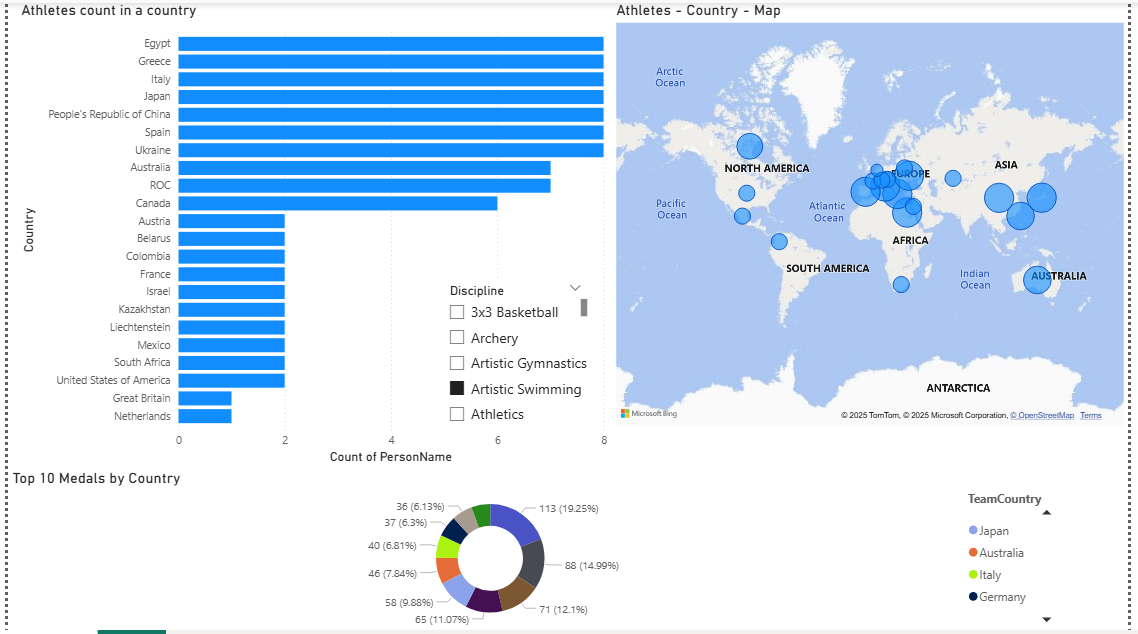 Athletes count in a country
Egypt
Greece
Italy
Japan
People's Republic of China
Spain
Ukraine
Australia
ROC
Canada
Austria
Belarus
Colombia
France
Israel
Kazakhstan
Liechtenstein
Mexico
South Africa
United States of America
Great Britain
Netherlands
Country
0 2 4 6 8
Count of PersonName
Discipline
3x3 Basketball
Archery
Artistic Gymnastics
Artistic Swimming
Athletics
Athletes - Country - Map
Arctic
Ocean
NORTH AMERICA
EUROPE
ASIA
Pacific
Ocean
Atlantic
Ocean
AFRICA
SOUTH AMERICA
Indian
Ocean
AUSTRALIA
ANTARCTICA
Microsoft Bing
© 2025 TomTom, © 2025 Microsoft Corporation, © OpenStreetMap Terms
Top 10 Medals by Country
113 (19.25%)
88 (14.99%)
71 (12.1%)
65 (11.07%)
58 (9.88%)
46 (7.84%)
40 (6.81%)
37 (6.3%)
36 (6.13%)
TeamCountry
Japan
Australia
Italy
Germany